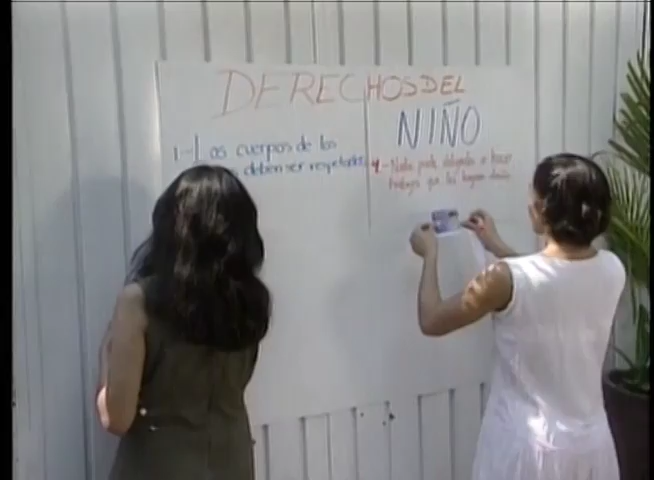 DERECHOS DEL
NIÑO
1.- Los cuerpos de los
deben ser respetados
4.- Nadie puede obligarlos a hacer
trabajos que les hagan daño